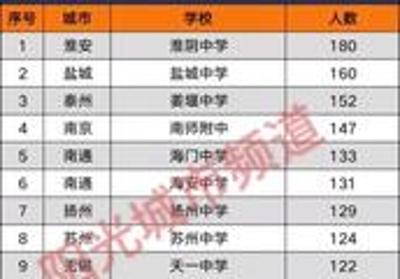 序号 城市 学校 人数
1 淮安 淮阴中学 180
2 盐城 盐城中学 160
3 泰州 姜堰中学 152
4 南京 南师附中 147
5 南通 海门中学 133
6 南通 海安中学 131
7 扬州 扬州中学 129
8 苏州 苏州中学 124
9 无锡 天一中学 122
阳光城市频道